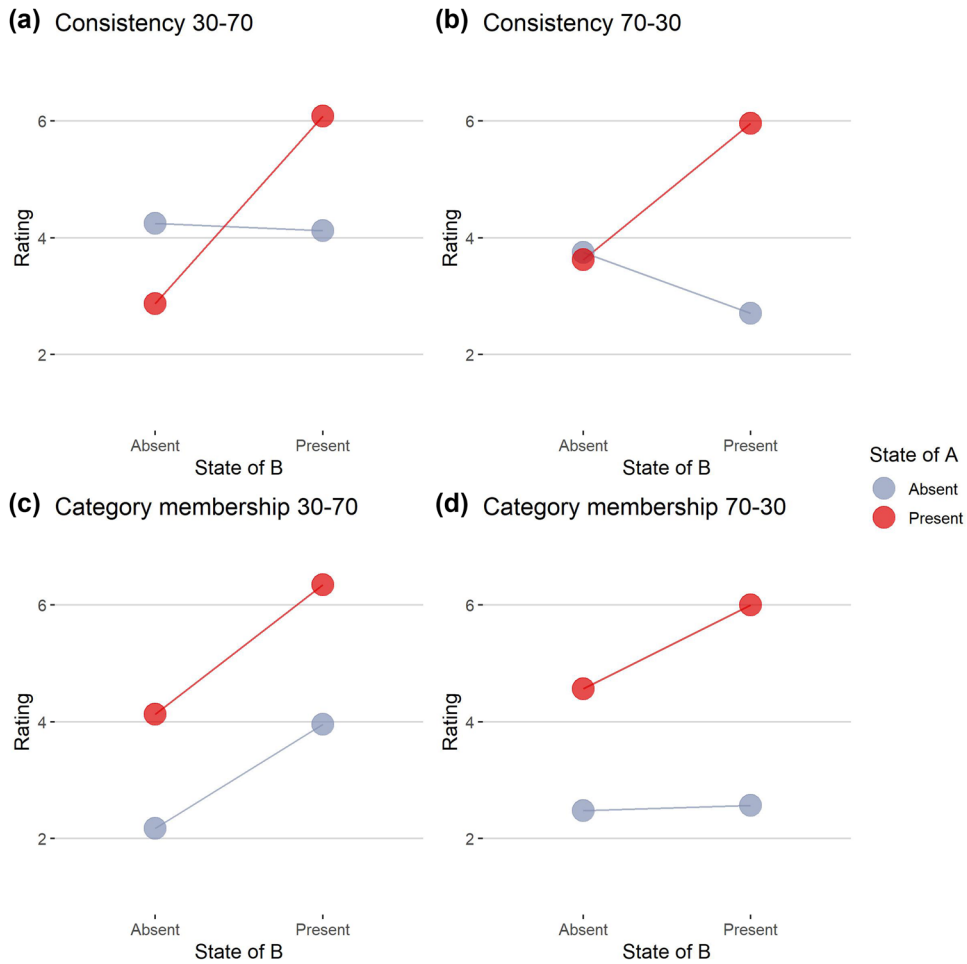 (a) Consistency 30-70
6
4
2
Rating
Absent Present
State of B
(b) Consistency 70-30
6
4
2
Rating
Absent Present
State of B
(c) Category membership 30-70
6
4
2
Rating
Absent Present
State of B
(d) Category membership 70-30
6
4
2
Rating
Absent Present
State of B
State of A
Absent
Present